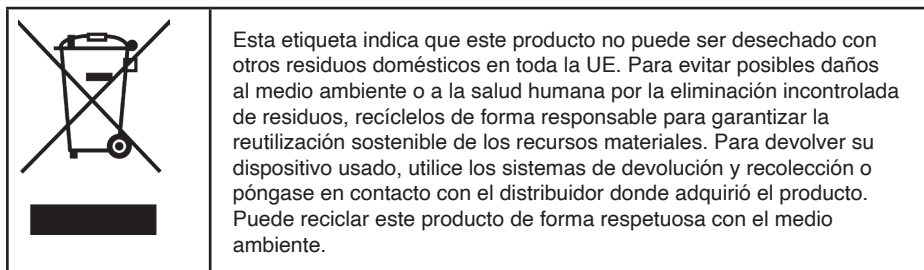 Esta etiqueta indica que este producto no puede ser desechado con
otros residuos domésticos en toda la UE. Para evitar posibles daños
al medio ambiente o a la salud humana por la eliminación incontrolada
de residuos, recíclelos de forma responsable para garantizar la
reutilización sostenible de los recursos materiales. Para devolver su
dispositivo usado, utilice los sistemas de devolución y recolección o
póngase en contacto con el distribuidor donde adquirió el producto.
Puede reciclar este producto de forma respetuosa con el medio
ambiente.